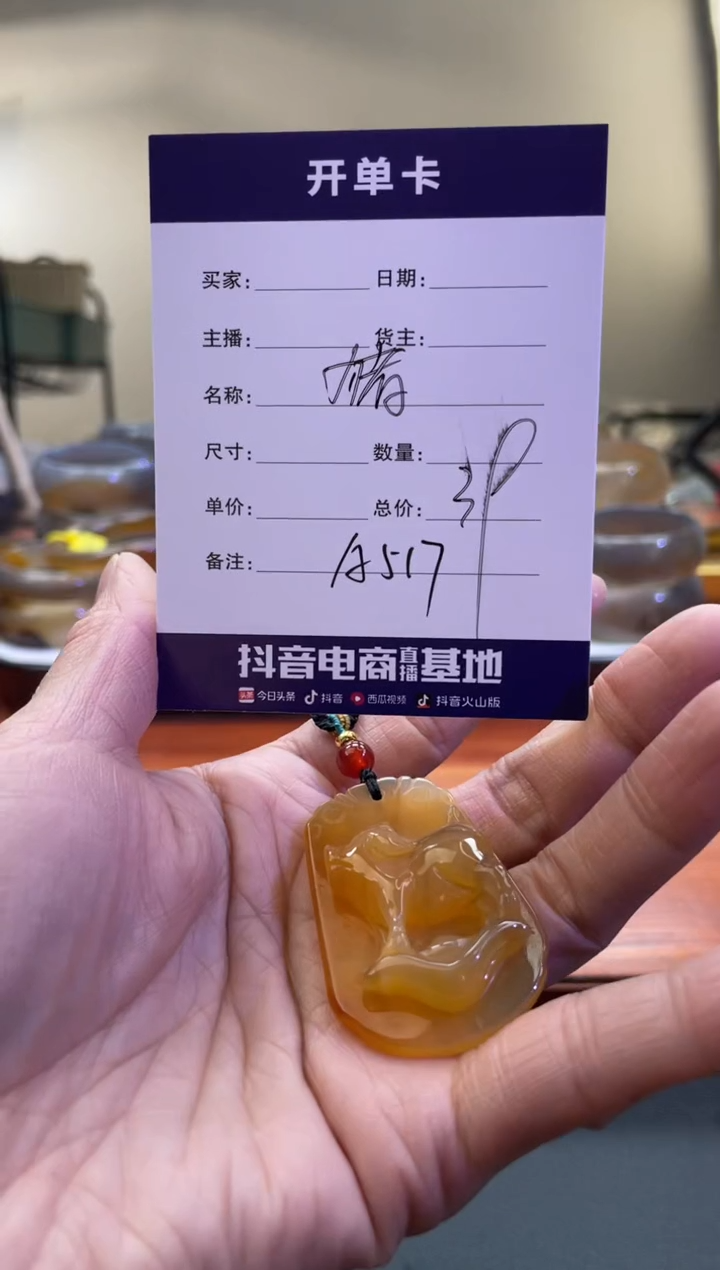 开单卡
买家: 日期:
主播: 货主:
名称: 猪
尺寸: 数量:
单价: 总价:
备注: A517
抖音电商直播基地
今日头条 抖音 西瓜视频 抖音火山版